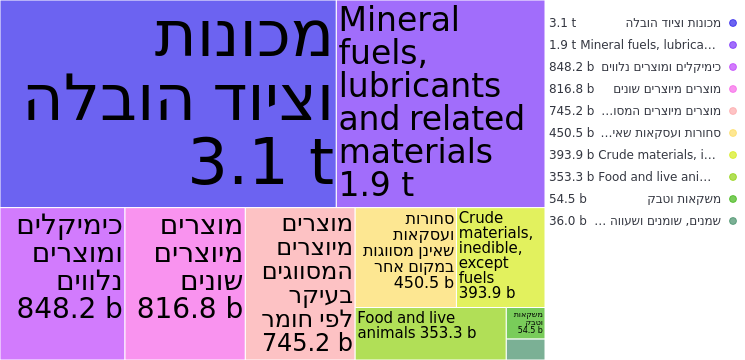 מכונות
וציוד הובלה
3.1 t
Mineral
fuels,
lubricants
and related
materials
1.9 t
כימיקלים
ומוצרים
נלווים
848.2 b
מוצרים
מיוצרים
שונים
816.8 b
מוצרים
מיוצרים
המסווגים
בעיקר
לפי חומר
745.2 b
סחורות
ועסקאות
שאינן מסווגות
במקום אחר
450.5 b
Crude
materials,
inedible,
except
fuels
393.9 b
Food and live
animals 353.3 b
משקאות
וטבק
54.5 b
3.1 t מכונות וציוד הובלה
1.9 t Mineral fuels, lubrica...
848.2 b כימיקלים ומוצרים נלווים
816.8 b מוצרים מיוצרים שונים
745.2 b מוצרים מיוצרים המסו...
450.5 b סחורות ועסקאות שאי...
393.9 b Crude materials, i...
353.3 b Food and live ani...
54.5 b משקאות וטבק
36.0 b שמנים, שומנים ושעווה ...